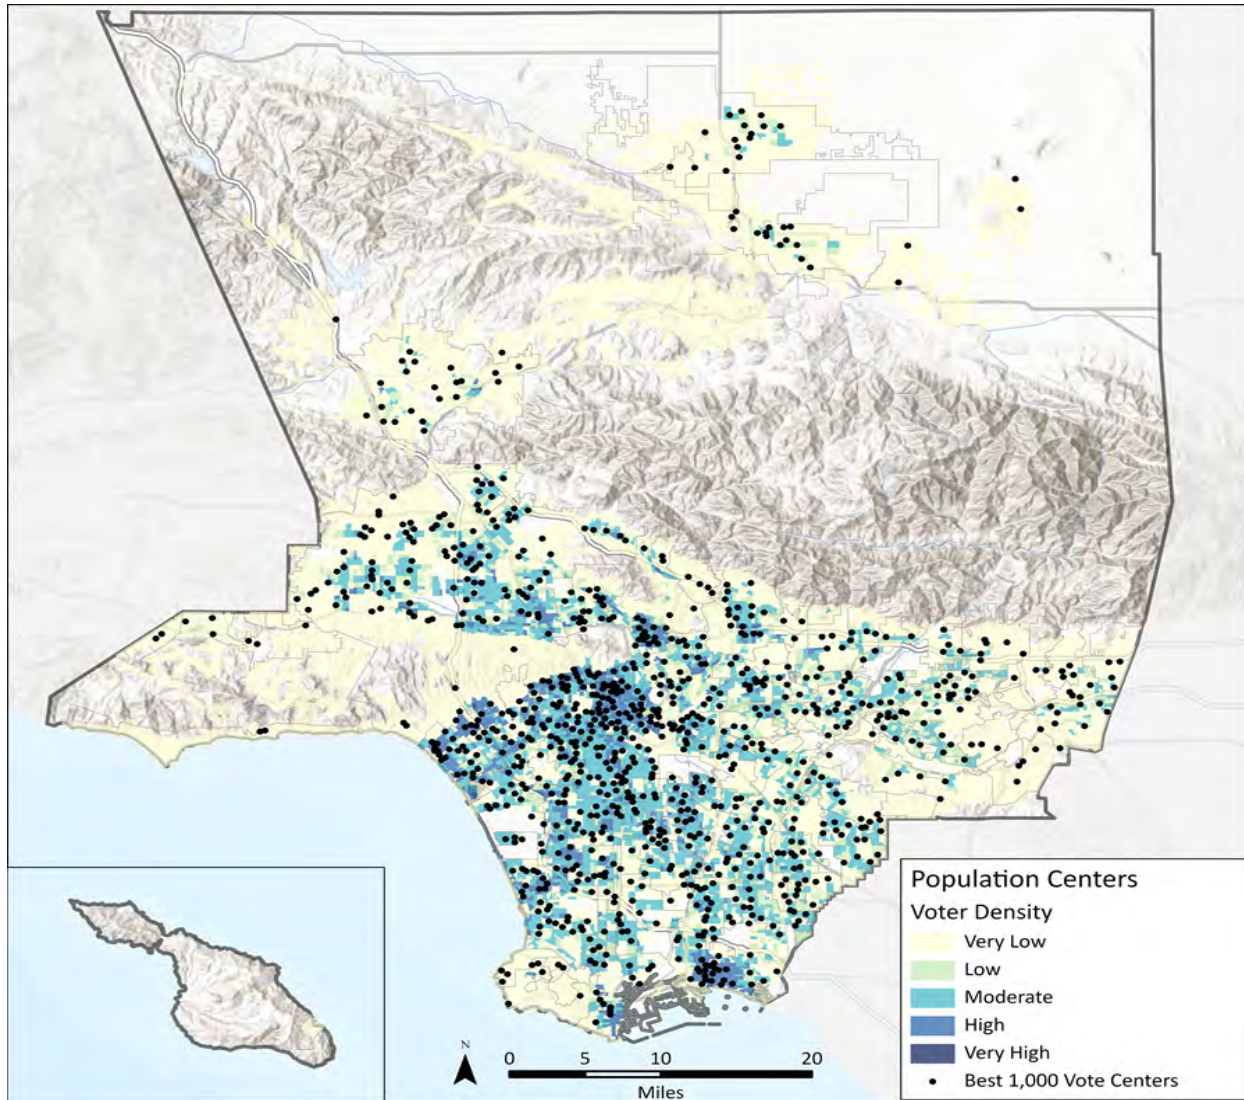 Population Centers
Voter Density
Very Low
Low
Moderate
High
Very High
Best 1,000 Vote Centers
N
0 5 10 20
Miles